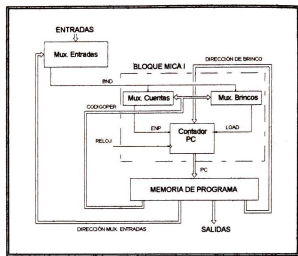 ENTRADAS
Mux. Entradas
DIRECCIÓN DE BRINCO
BLOQUE MICA I
BND
CODIGOPER
Mux. Cuentas
Mux. Brincos
ENP
LOAD
Contador
PC
RELOJ
PC
MEMORIA DE PROGRAMA
DIRECCIÓN MUX. ENTRADAS
SALIDAS